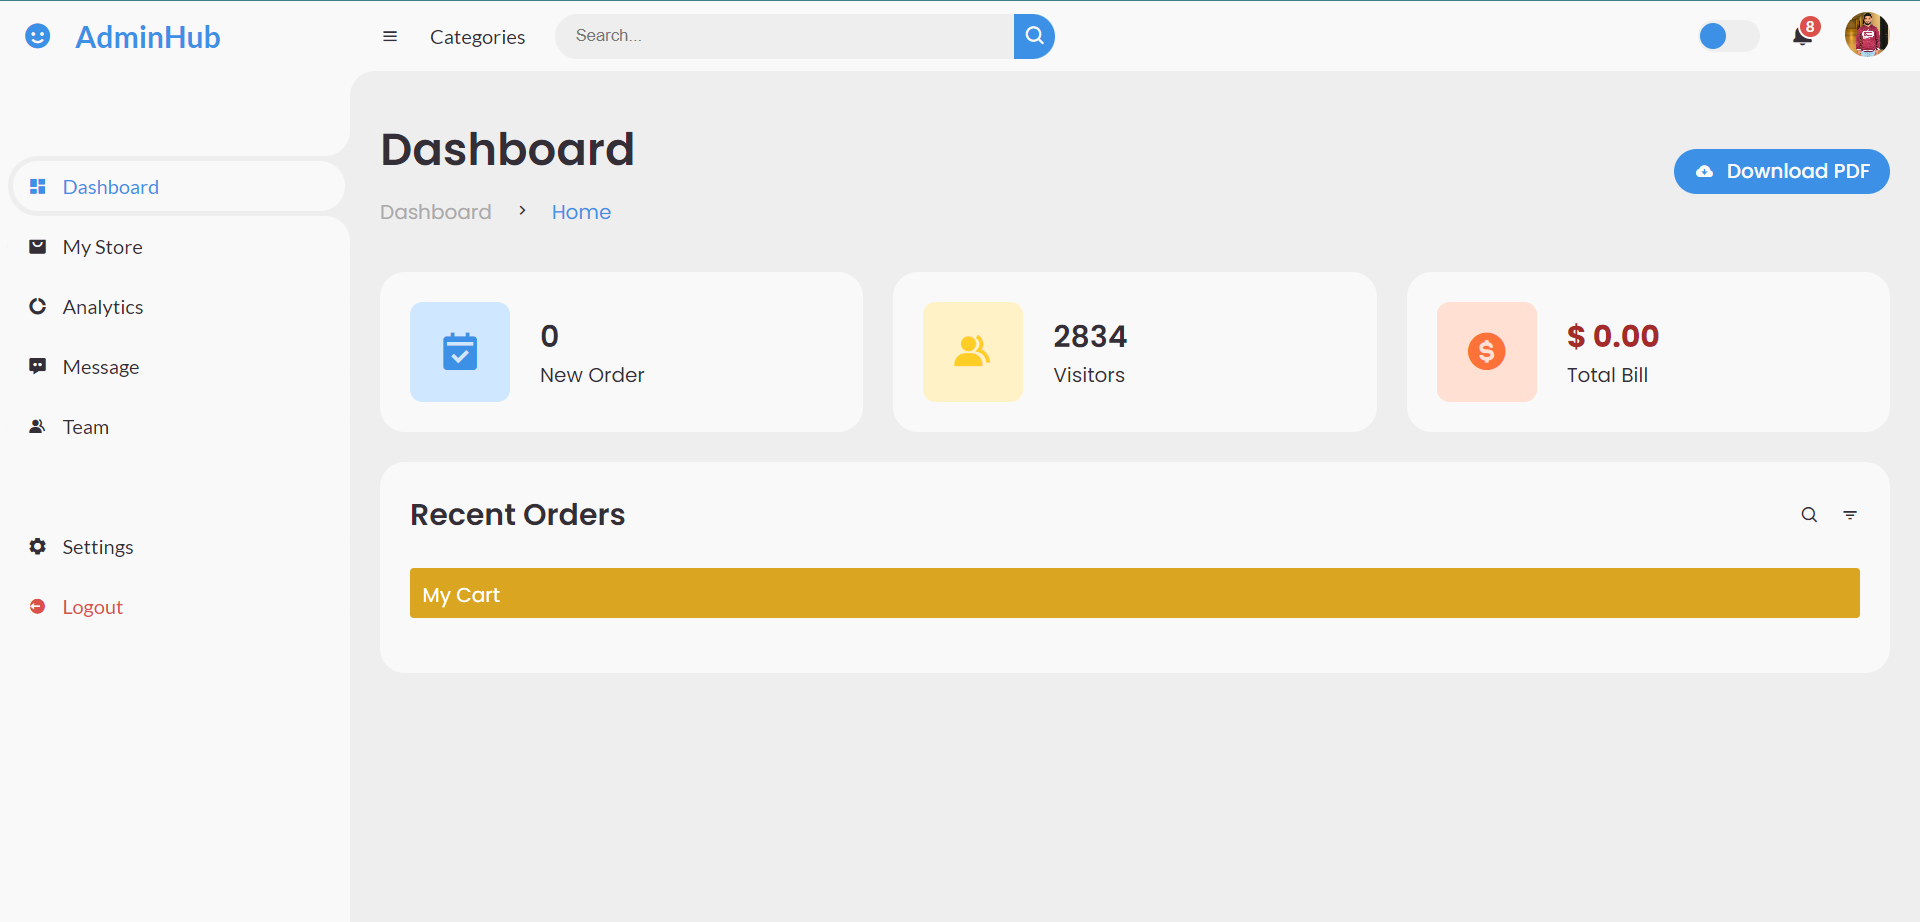 AdminHub
Categories
Search...
8
Dashboard
My Store
Analytics
Message
Team
Settings
Logout
Dashboard
Dashboard > Home
Download PDF
0
New Order
2834
Visitors
$ 0.00
Total Bill
Recent Orders
My Cart